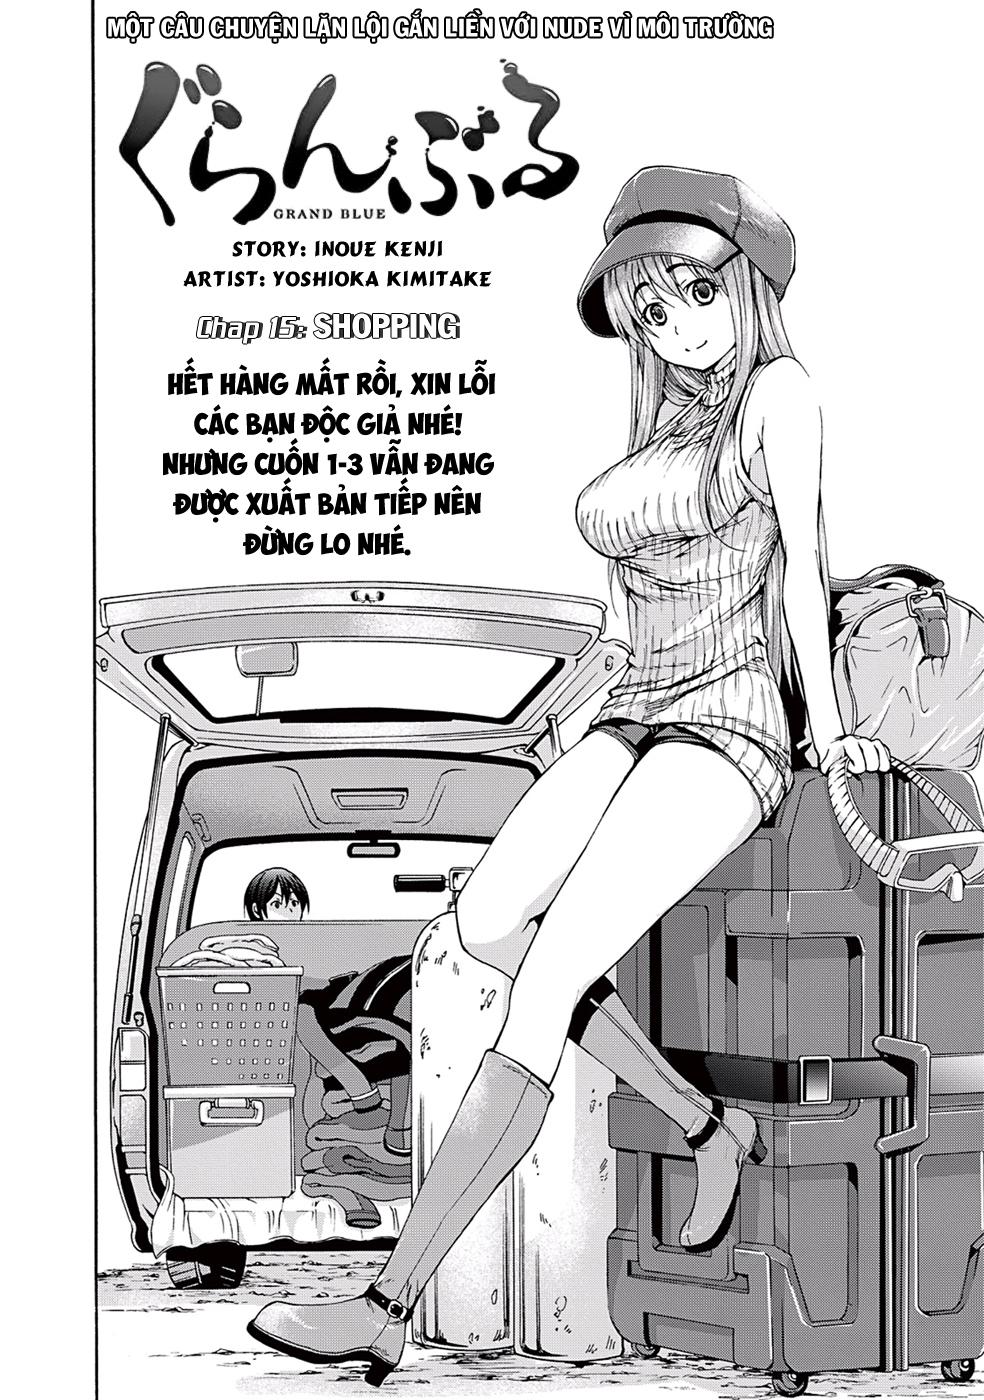 MỘT CÂU CHUYỆN LẶN LỘI GẮN LIỀN VỚI NUDE VÌ MÔI TRƯỜNG
ぐらんぶる
GRAND BLUE
STORY: INOUE KENJI
ARTIST: YOSHIOKA KIMITAKE
Chap 15: SHOPPING
HẾT HÀNG MẤT RỒI, XIN LỖI
CÁC BẠN ĐỘC GIẢ NHÉ!
NHƯNG CUỐN 1-3 VẪN ĐANG
ĐƯỢC XUẤT BẢN TIẾP NÊN
ĐỪNG LO NHÉ.